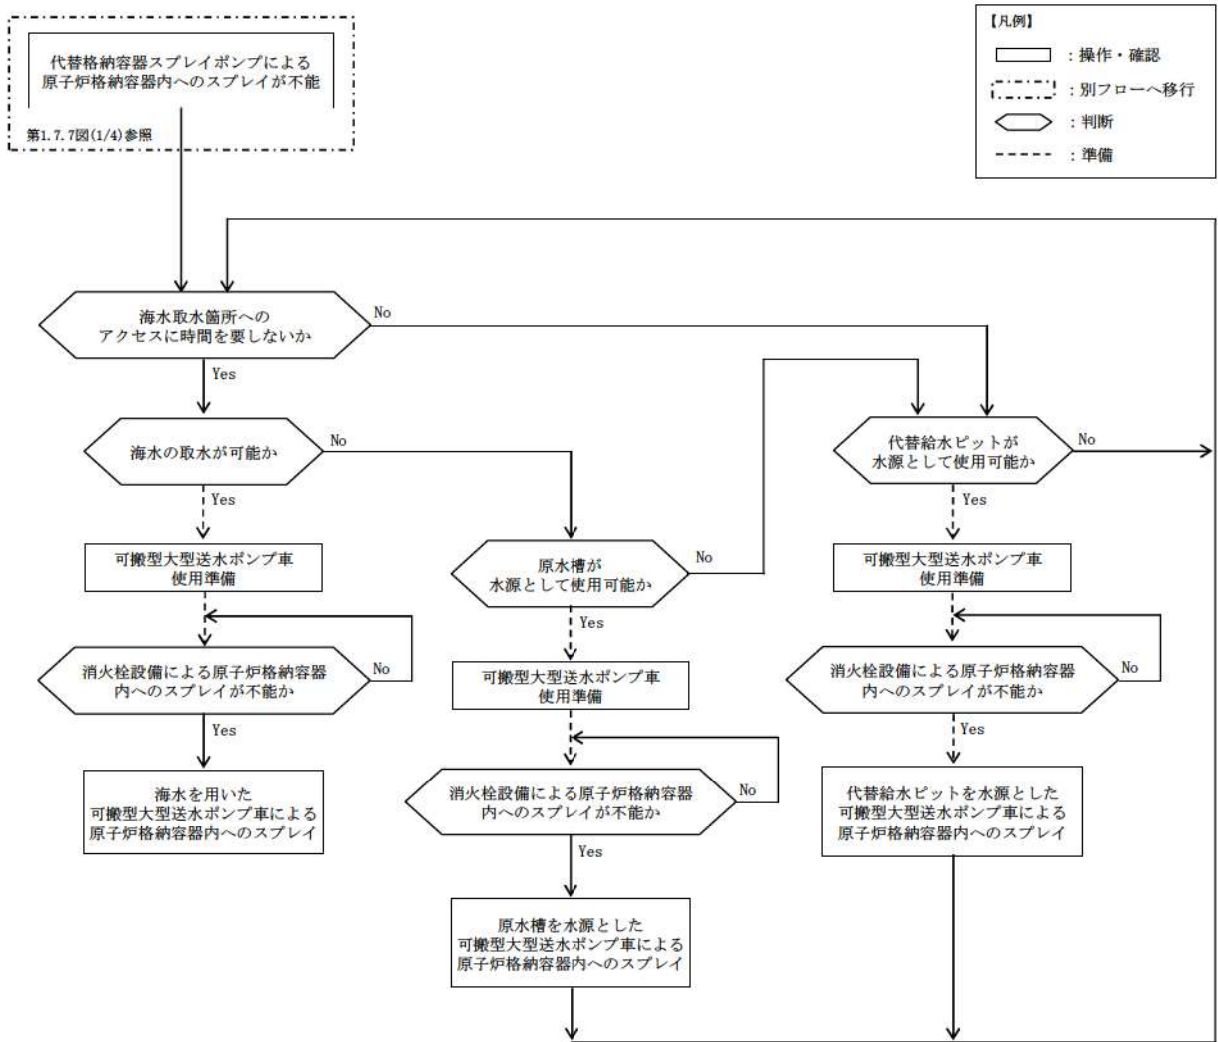 代替格納容器スプレイポンプによる
原子炉格納容器内へのスプレイが不能
第1.7.7図(1/4)参照
【凡例】
：操作・確認
：別フローへ移行
：判断
：準備
海水取水箇所への
アクセスに時間を要しないか
No
Yes
海水の取水が可能か
No
Yes
可搬型大型送水ポンプ車
使用準備
消火栓設備による原子炉格納容器
内へのスプレイが不能か
No
Yes
海水を用いた
可搬型大型送水ポンプ車による
原子炉格納容器内へのスプレイ
原水槽が
水源として使用可能か
No
Yes
可搬型大型送水ポンプ車
使用準備
消火栓設備による原子炉格納容器
内へのスプレイが不能か
No
Yes
原水槽を水源とした
可搬型大型送水ポンプ車による
原子炉格納容器内へのスプレイ
代替給水ピットが
水源として使用可能か
No
Yes
可搬型大型送水ポンプ車
使用準備
消火栓設備による原子炉格納容器
内へのスプレイが不能か
No
Yes
代替給水ピットを水源とした
可搬型大型送水ポンプ車による
原子炉格納容器内へのスプレイ